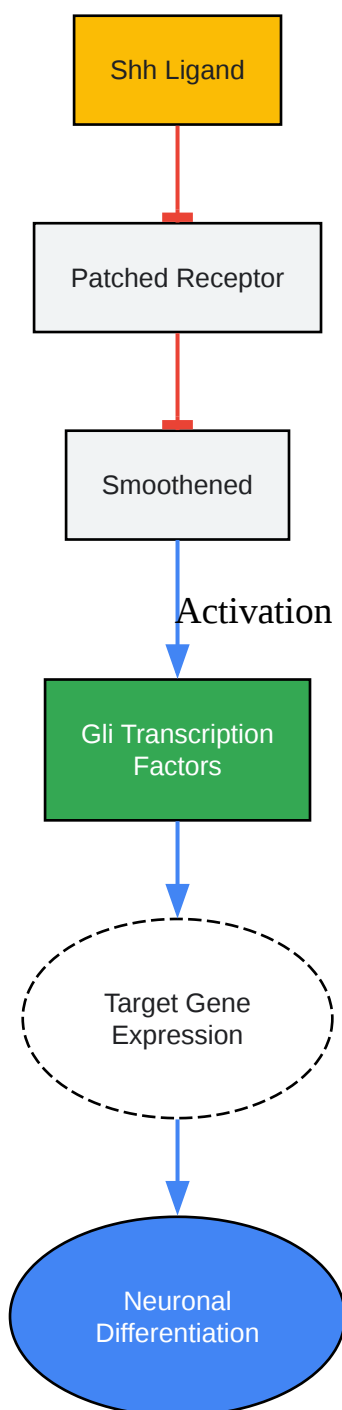 Shh Ligand
Patched Receptor
Smoothened
Activation
Gli Transcription
Factors
Target Gene
Expression
Neuronal
Differentiation